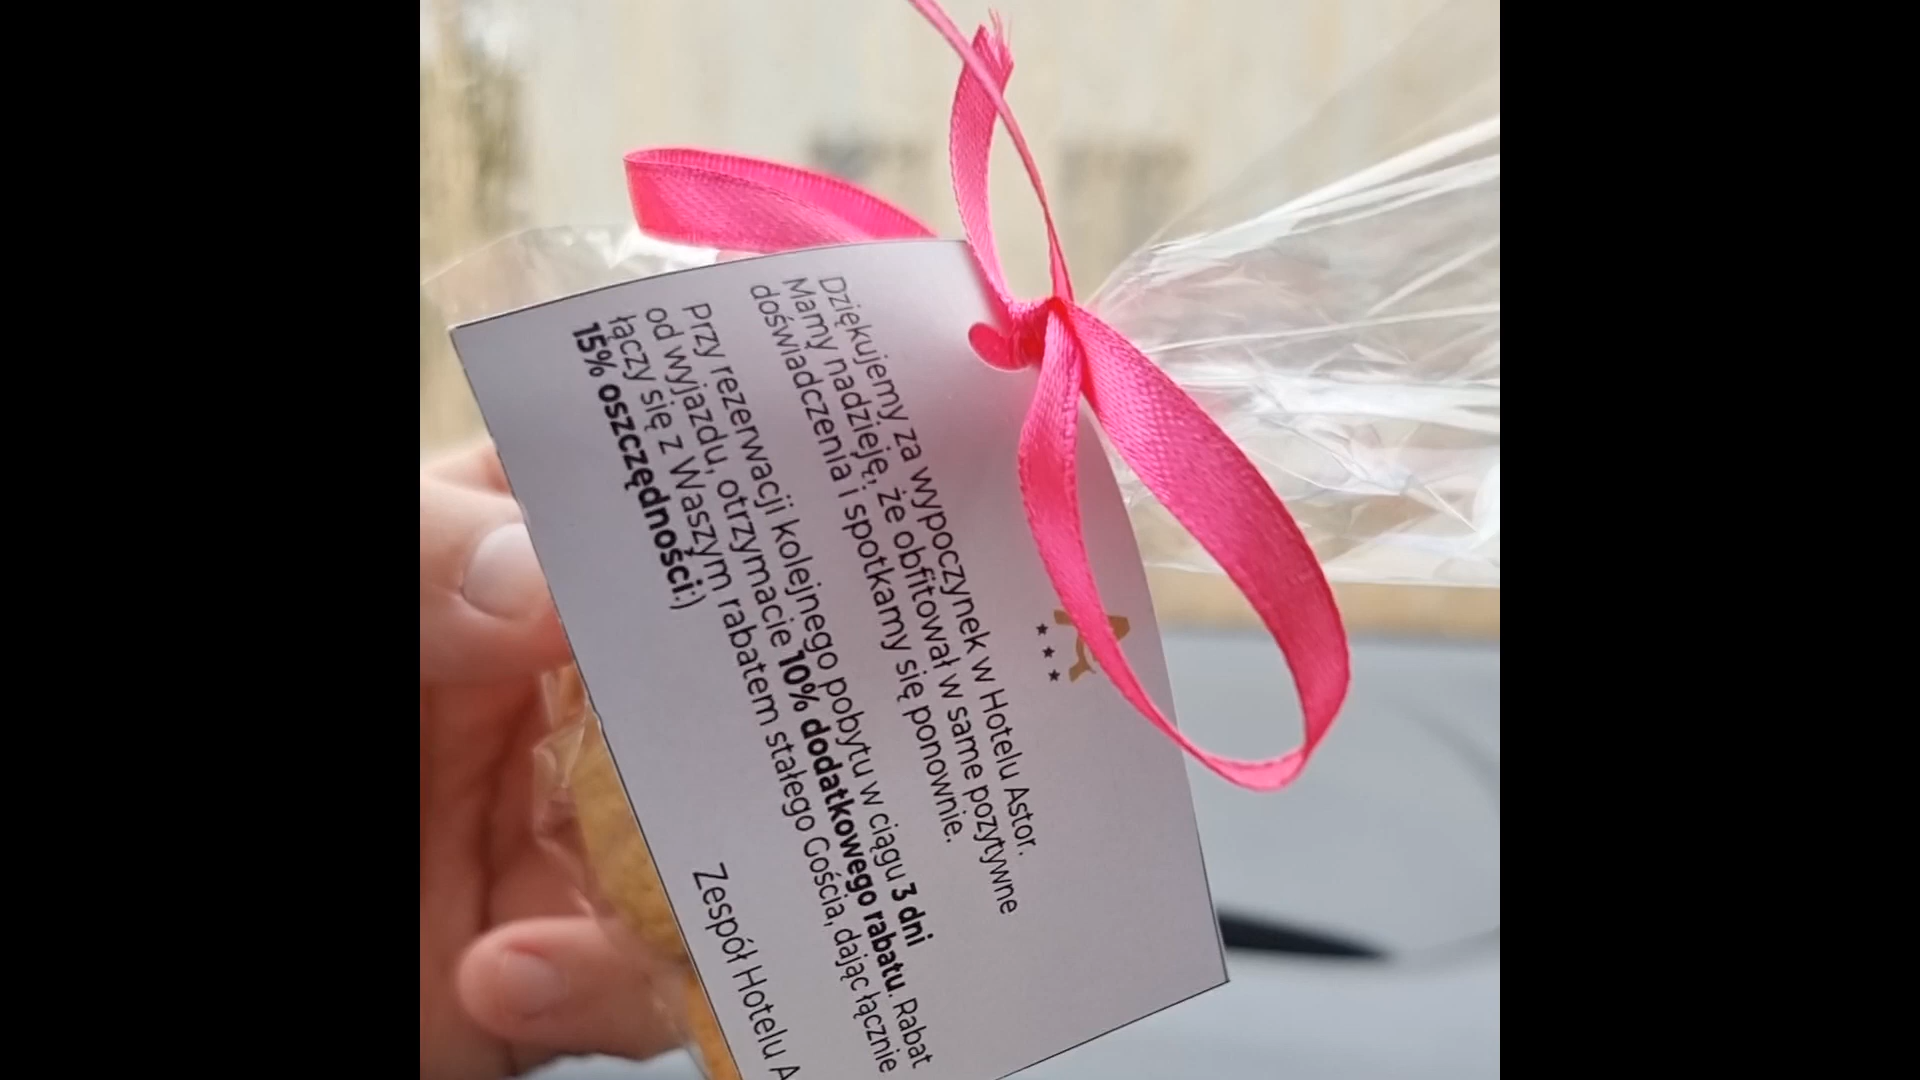 Dziękujemy za wypoczynek w Hotelu Astor.
Mamy nadzieję, że obfitował w same pozytywne
doświadczenia i spotkamy się ponownie.
Przy rezerwacji kolejnego pobytu w ciągu 3 dni
od wyjazdu, otrzymacie 10% dodatkowego rabatu. Rabat
łączy się z Waszym rabatem stałego Gościa, dając łącznie
15% oszczędności:)
Zespół Hotelu A